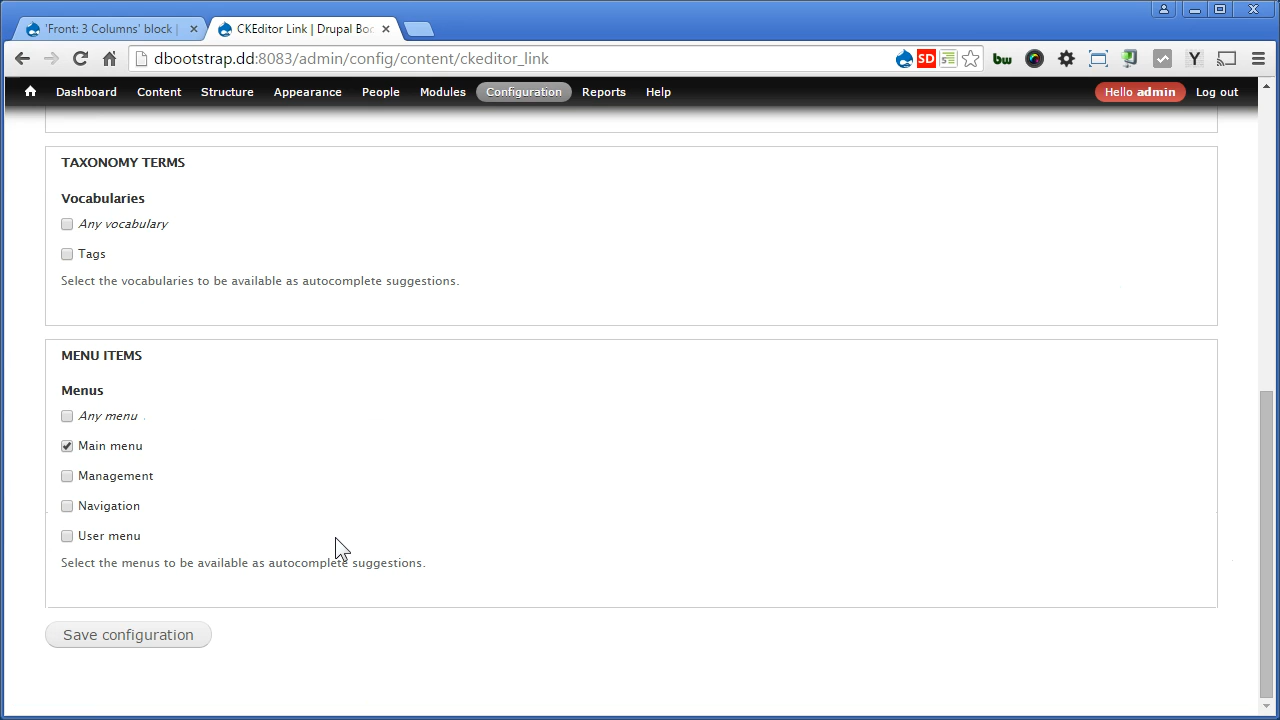 'Front: 3 Columns' block |
CKEditor Link | Drupal Boo
dbootstrap.dd:8083/admin/config/content/ckeditor_link
SD
bw
Y
Dashboard Content Structure Appearance People Modules Configuration Reports Help Hello admin Log out
TAXONOMY TERMS
Vocabularies
Any vocabulary
Tags
Select the vocabularies to be available as autocomplete suggestions.
MENU ITEMS
Menus
Any menu
Main menu
Management
Navigation
User menu
Select the menus to be available as autocomplete suggestions.
Save configuration